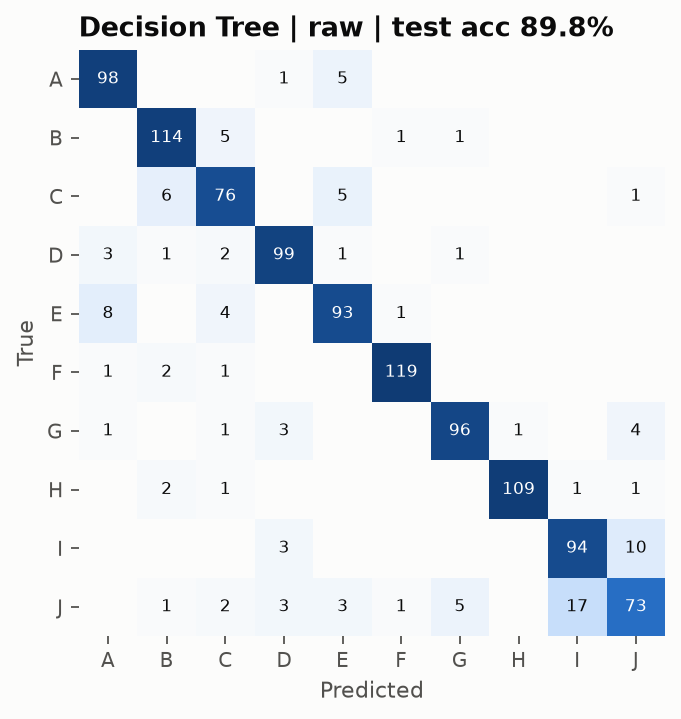 Decision Tree | raw | test acc 89.8%
A 98 1 5
B 114 5 1 1
C 6 76 5 1
D 3 1 2 99 1 1
E 8 4 93 1
F 1 2 1 119
G 1 1 3 96 1 4
H 2 1 109 1 1
I 3 94 10
J 1 2 3 3 1 5 17 73
A B C D E F G H I J
Predicted
True